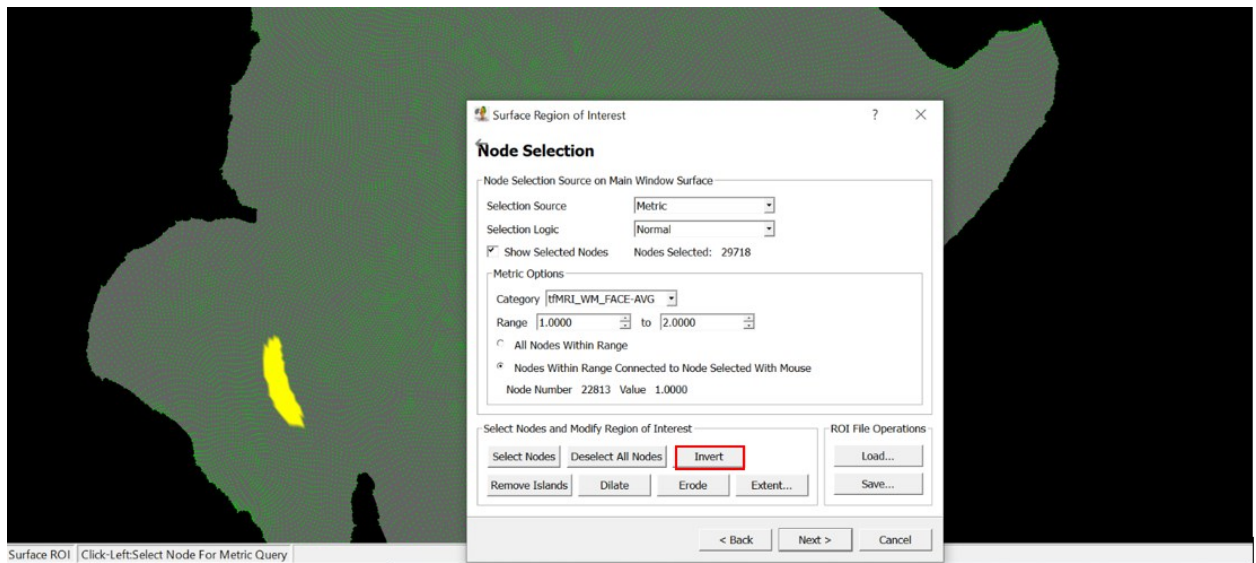 Surface Region of Interest ?
Node Selection
Node Selection Source on Main Window Surface
Selection Source Metric
Selection Logic Normal
Show Selected Nodes Nodes Selected: 29718
Metric Options
Category tfMRI_WM_FACE-AVG
Range 1.0000 to 2.0000
All Nodes Within Range
Nodes Within Range Connected to Node Selected With Mouse
Node Number 22813 Value 1.0000
Select Nodes and Modify Region of Interest ROI File Operations
Select Nodes Deselect All Nodes Invert Load...
Remove Islands Dilate Erode Extent... Save...
< Back Next > Cancel
Surface ROI Click-Left:Select Node For Metric Query